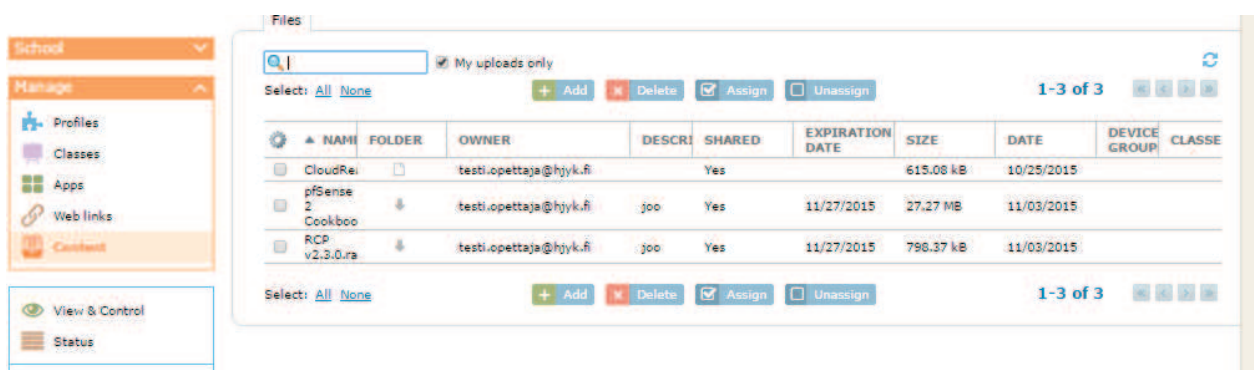 Files
School
My uploads only
Manage
Select: All None
Add
Delete
Assign
Unassign
1-3 of 3
Profiles
Classes
Apps
Web links
Content
NAME FOLDER OWNER DESCRI SHARED EXPIRATION DATE SIZE DATE DEVICE GROUP CLASSE
CloudRea testi.opettaja@hjyk.fi Yes 615.08 kB 10/25/2015
pfSense
2 testi.opettaja@hjyk.fi joo Yes 11/27/2015 27.27 MB 11/03/2015
Cookboo
RCP
v2.3.0.ra testi.opettaja@hjyk.fi joo Yes 11/27/2015 798.37 kB 11/03/2015
Select: All None
Add
Delete
Assign
Unassign
1-3 of 3
View & Control
Status